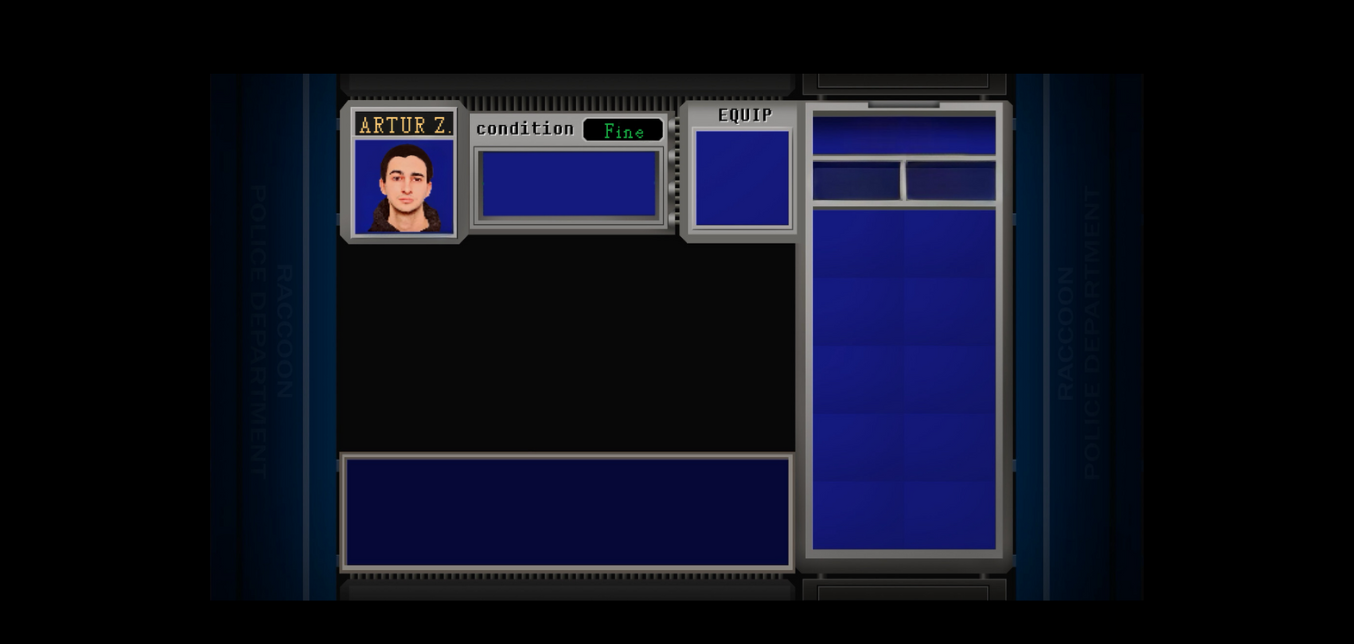 ARTUR Z.
condition
Fine
EQUIP
RACCOON
POLICE DEPARTMENT
RACCOON
POLICE DEPARTMENT